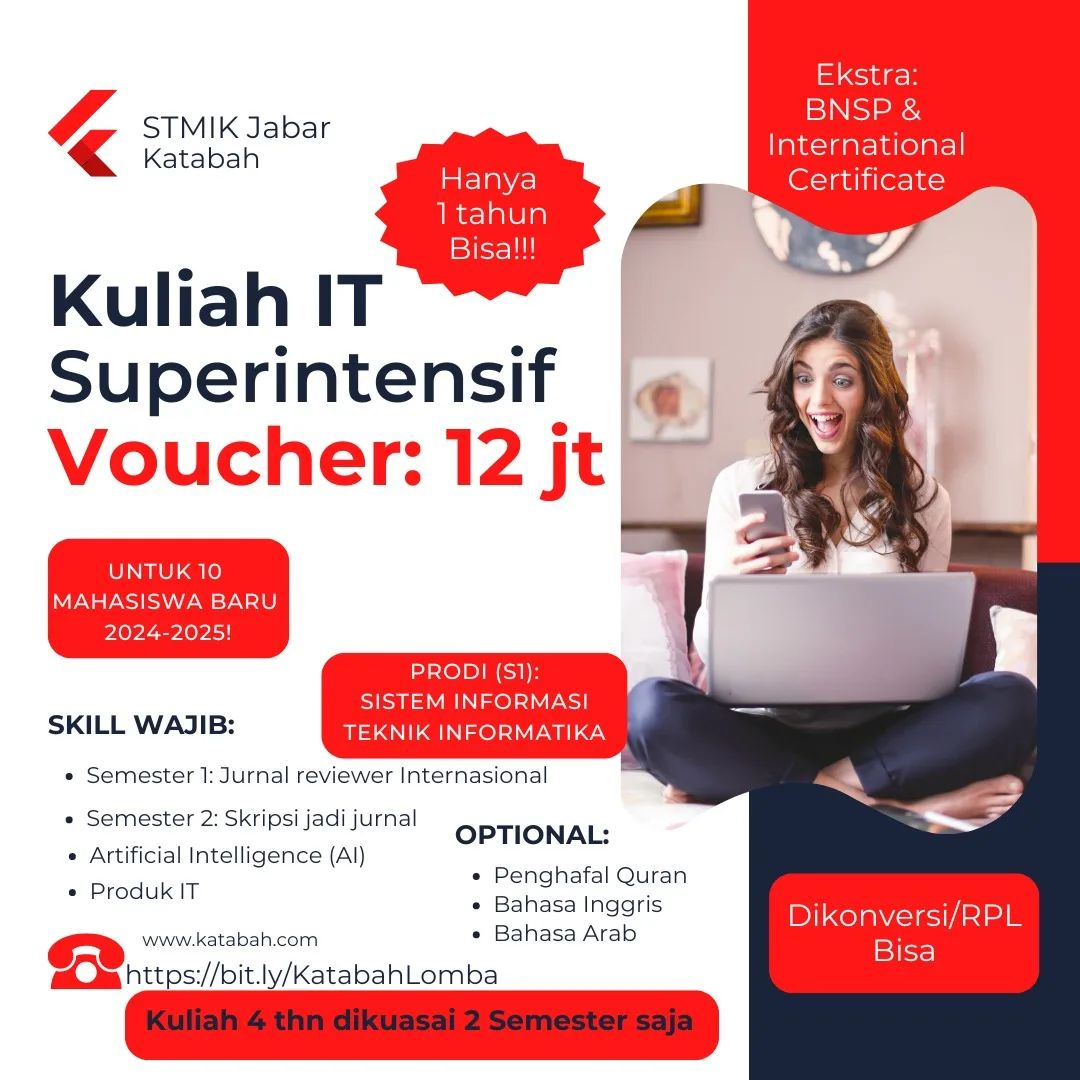 STMIK Jabar
Katabah
Ekstra:
BNSP &
International
Certificate
Hanya
1 tahun
Bisa!!!
Kuliah IT
Superintensif
Voucher: 12 jt
UNTUK 10
MAHASISWA BARU
2024-2025!
PRODI (S1):
SISTEM INFORMASI
TEKNIK INFORMATIKA
SKILL WAJIB:
• Semester 1: Jurnal reviewer Internasional
• Semester 2: Skripsi jadi jurnal
• Artificial Intelligence (AI)
• Produk IT
OPTIONAL:
• Penghafal Quran
• Bahasa Inggris
• Bahasa Arab
Dikonversi/RPL
Bisa
www.katabah.com
https://bit.ly/KatabahLomba
Kuliah 4 thn dikuasai 2 Semester saja